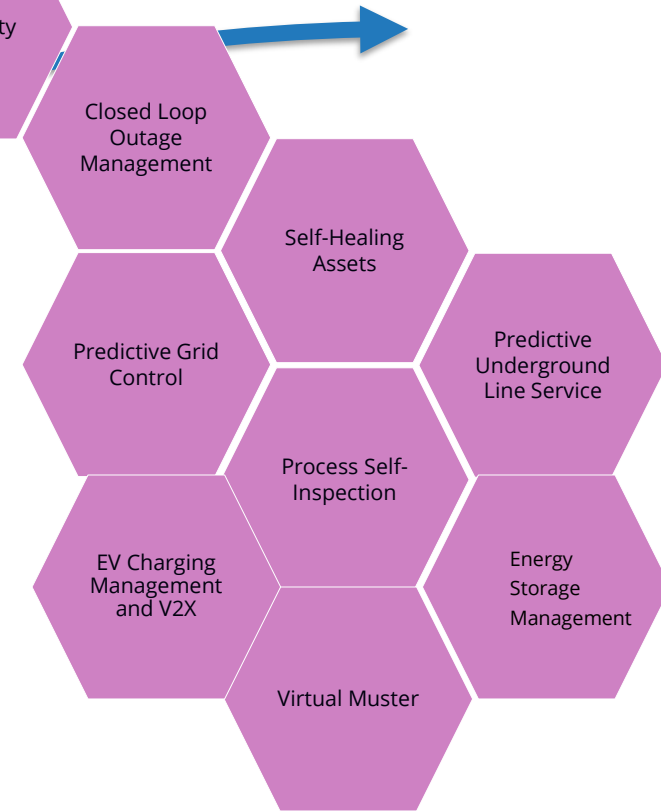 Closed Loop
Outage
Management
Self-Healing
Assets
Predictive Grid
Control
Predictive
Underground
Line Service
Process Self-
Inspection
EV Charging
Management
and V2X
Energy
Storage
Management
Virtual Muster